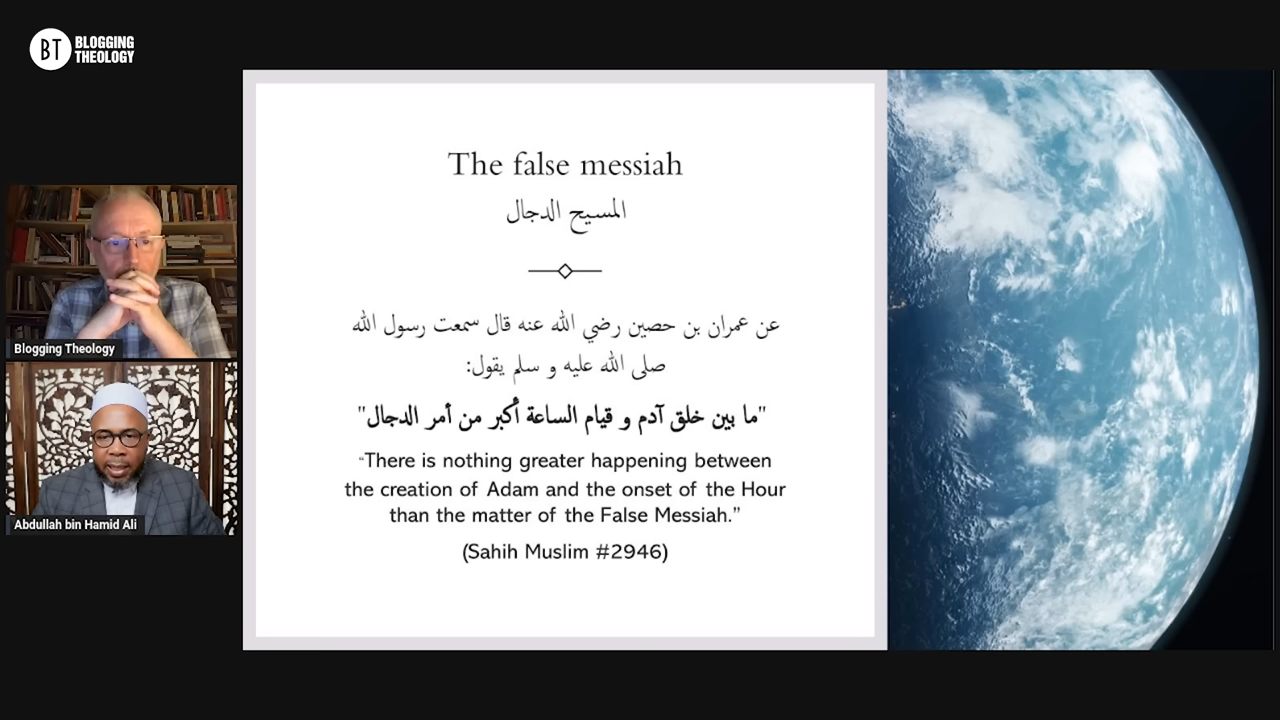 BT BLOGGING
THEOLOGY
The false messiah
المسيح الدجال
عن عمران بن حصين رضي الله عنه قال سمعت رسول الله
صلى الله عليه و سلم يقول:
"ما بين خلق آدم و قيام الساعة أكبر من أمر الدجال"
“There is nothing greater happening between
the creation of Adam and the onset of the Hour
than the matter of the False Messiah.”
(Sahih Muslim #2946)
Blogging Theology
Abdullah bin Hamid Ali